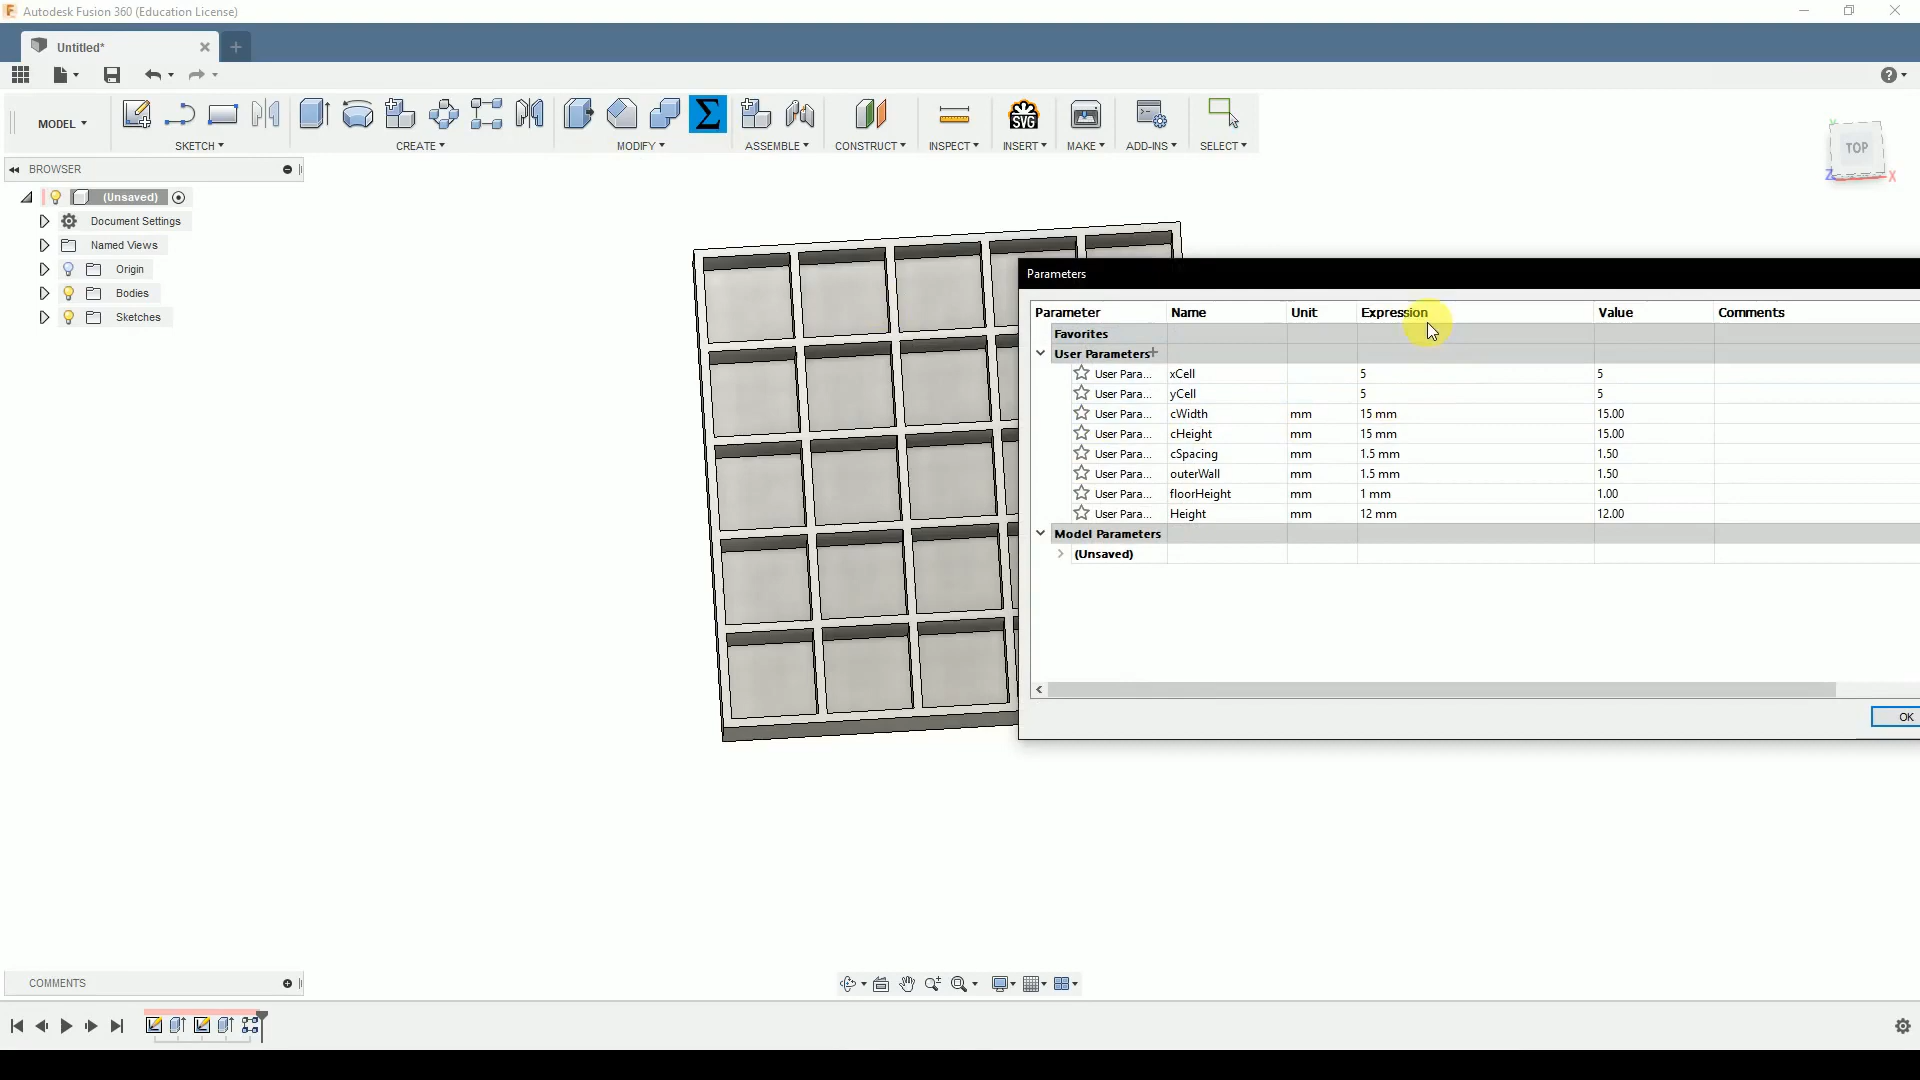 Autodesk Fusion 360 (Education License)
Untitled*
MODEL
SKETCH
CREATE
MODIFY
ASSEMBLE
CONSTRUCT
INSPECT
SVG
INSERT
MAKE
ADD-INS
SELECT
BROWSER
(Unsaved)
Document Settings
Named Views
Origin
Bodies
Sketches
TOP
Y
Z
X
Parameters
Parameter Name Unit Expression Value Comments
Favorites
User Parameters
User Para... xCell 5 5
User Para... yCell 5 5
User Para... cWidth mm 15 mm 15.00
User Para... cHeight mm 15 mm 15.00
User Para... cSpacing mm 1.5 mm 1.50
User Para... outerWall mm 1.5 mm 1.50
User Para... floorHeight mm 1 mm 1.00
User Para... Height mm 12 mm 12.00
Model Parameters
(Unsaved)
OK
COMMENTS